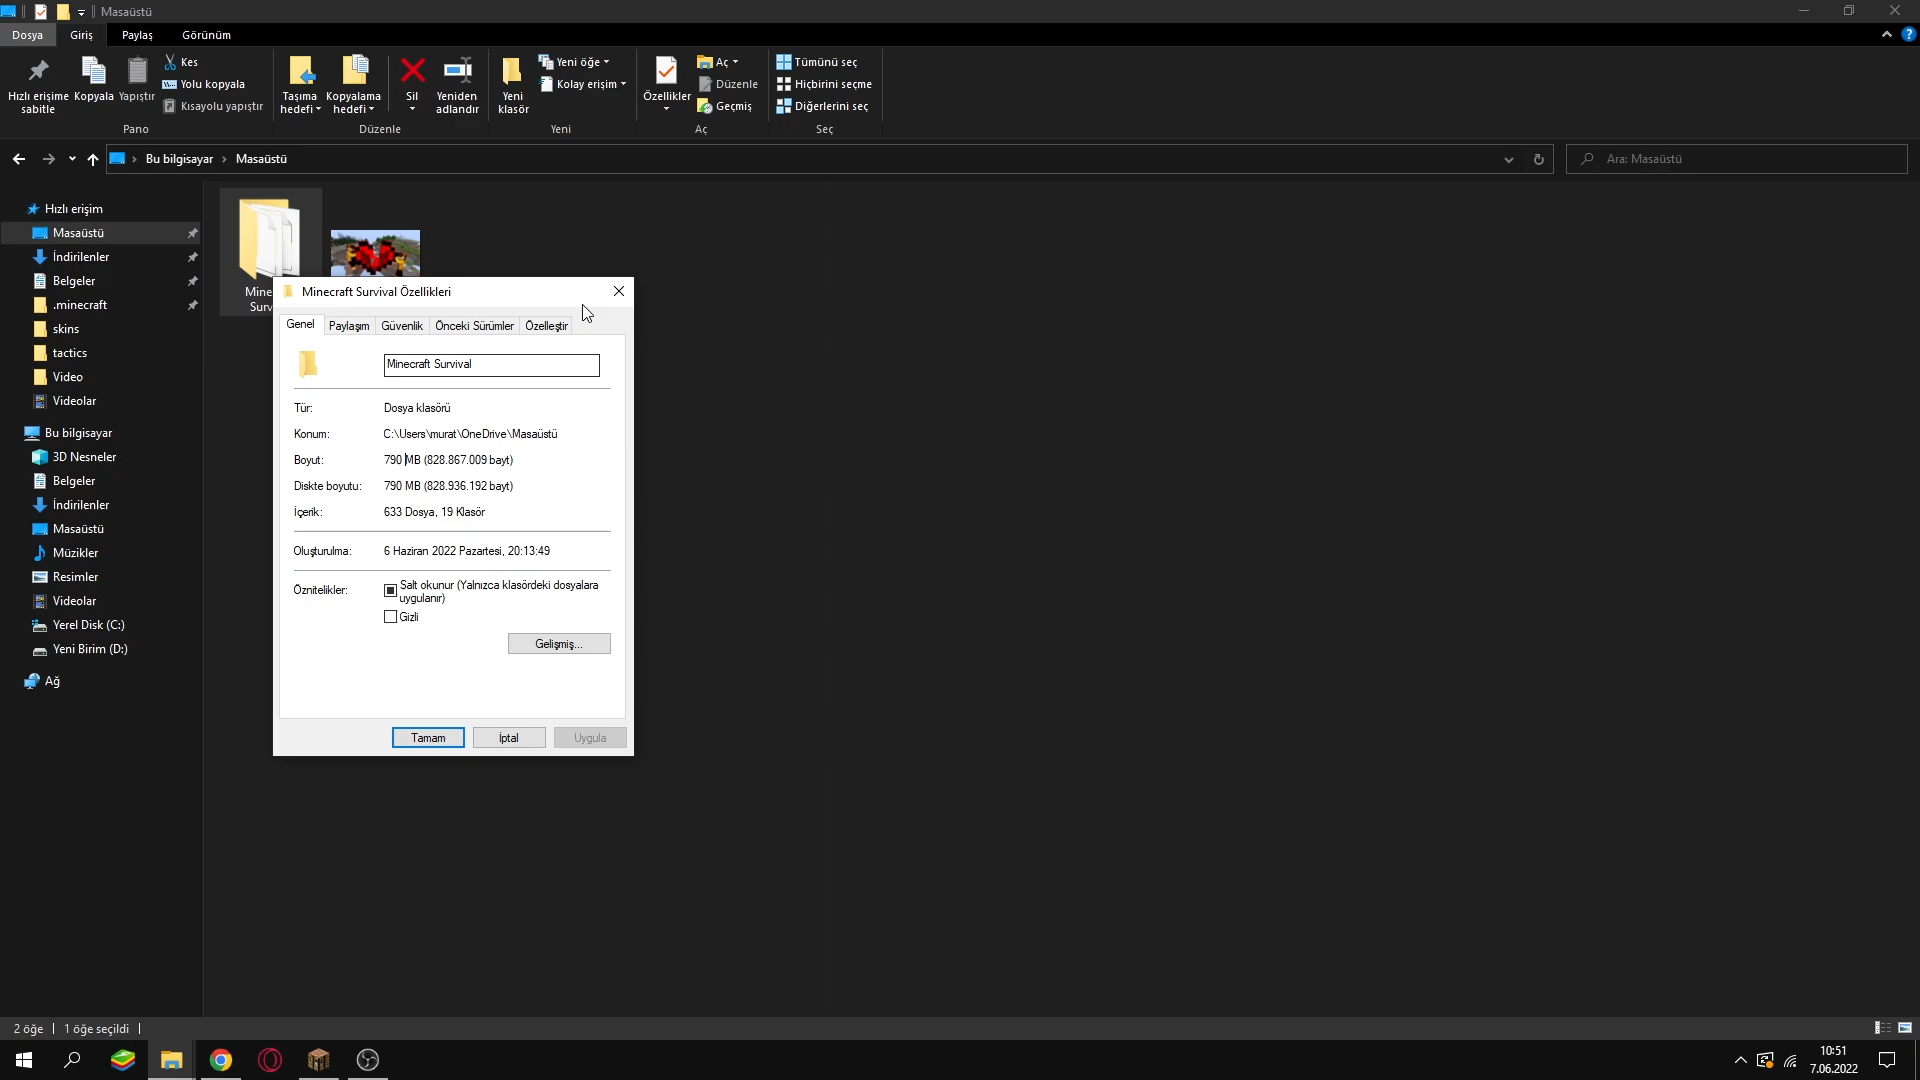 Masaüstü
Dosya
Giriş
Paylaş
Görünüm
Hızlı erişime
sabitle
Kopyala
Yapıştır
Kes
Yolu kopyala
Kısayolu yapıştır
Pano
Taşıma
hedefi
Kopyalama
hedefi
Sil
Yeniden
adlandır
Düzenle
Yeni
klasör
Yeni öğe
Kolay erişim
Yeni
Özellikler
Aç
Düzenle
Geçmiş
Aç
Tümünü seç
Hiçbirini seçme
Diğerlerini seç
Seç
Bu bilgisayar
Masaüstü
Ara: Masaüstü
Hızlı erişim
Masaüstü
İndirilenler
Belgeler
.minecraft
skins
tactics
Video
Videolar
Bu bilgisayar
3D Nesneler
Belgeler
İndirilenler
Masaüstü
Müzikler
Resimler
Videolar
Yerel Disk (C:)
Yeni Birim (D:)
Ağ
Mine
Surv
Minecraft Survival Özellikleri
Genel
Paylaşım
Güvenlik
Önceki Sürümler
Özelleştir
Minecraft Survival
Tür:
Dosya klasörü
Konum:
C:\Users\murat\OneDrive\Masaüstü
Boyut:
790 MB (828.867.009 bayt)
Diskte boyutu:
790 MB (828.936.192 bayt)
İçerik:
633 Dosya, 19 Klasör
Oluşturulma:
6 Haziran 2022 Pazartesi, 20:13:49
Öznitelikler:
Salt okunur (Yalnızca klasördeki dosyalara
uygulanır)
Gizli
Gelişmiş...
Tamam
İptal
Uygula
2 öğe
1 öğe seçildi
10:51
7.06.2022